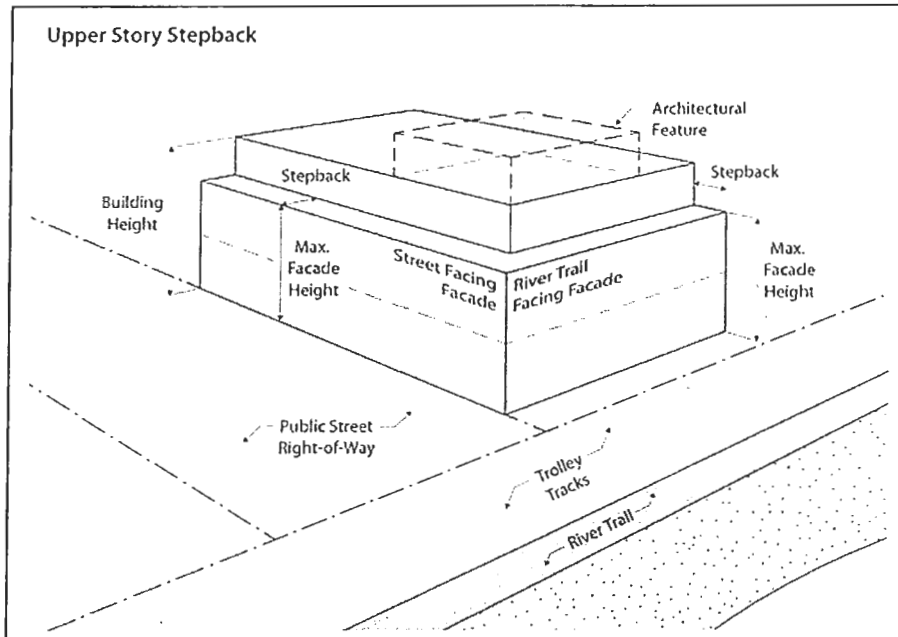 Upper Story Stepback
Architectural
Feature
Stepback
Stepback
Building
Height
Max.
Facade
Height
Street Facing
Facade
River Trail
Facing Facade
Max.
Facade
Height
Public Street
Right-of-Way
Trolley
Tracks
River Trail